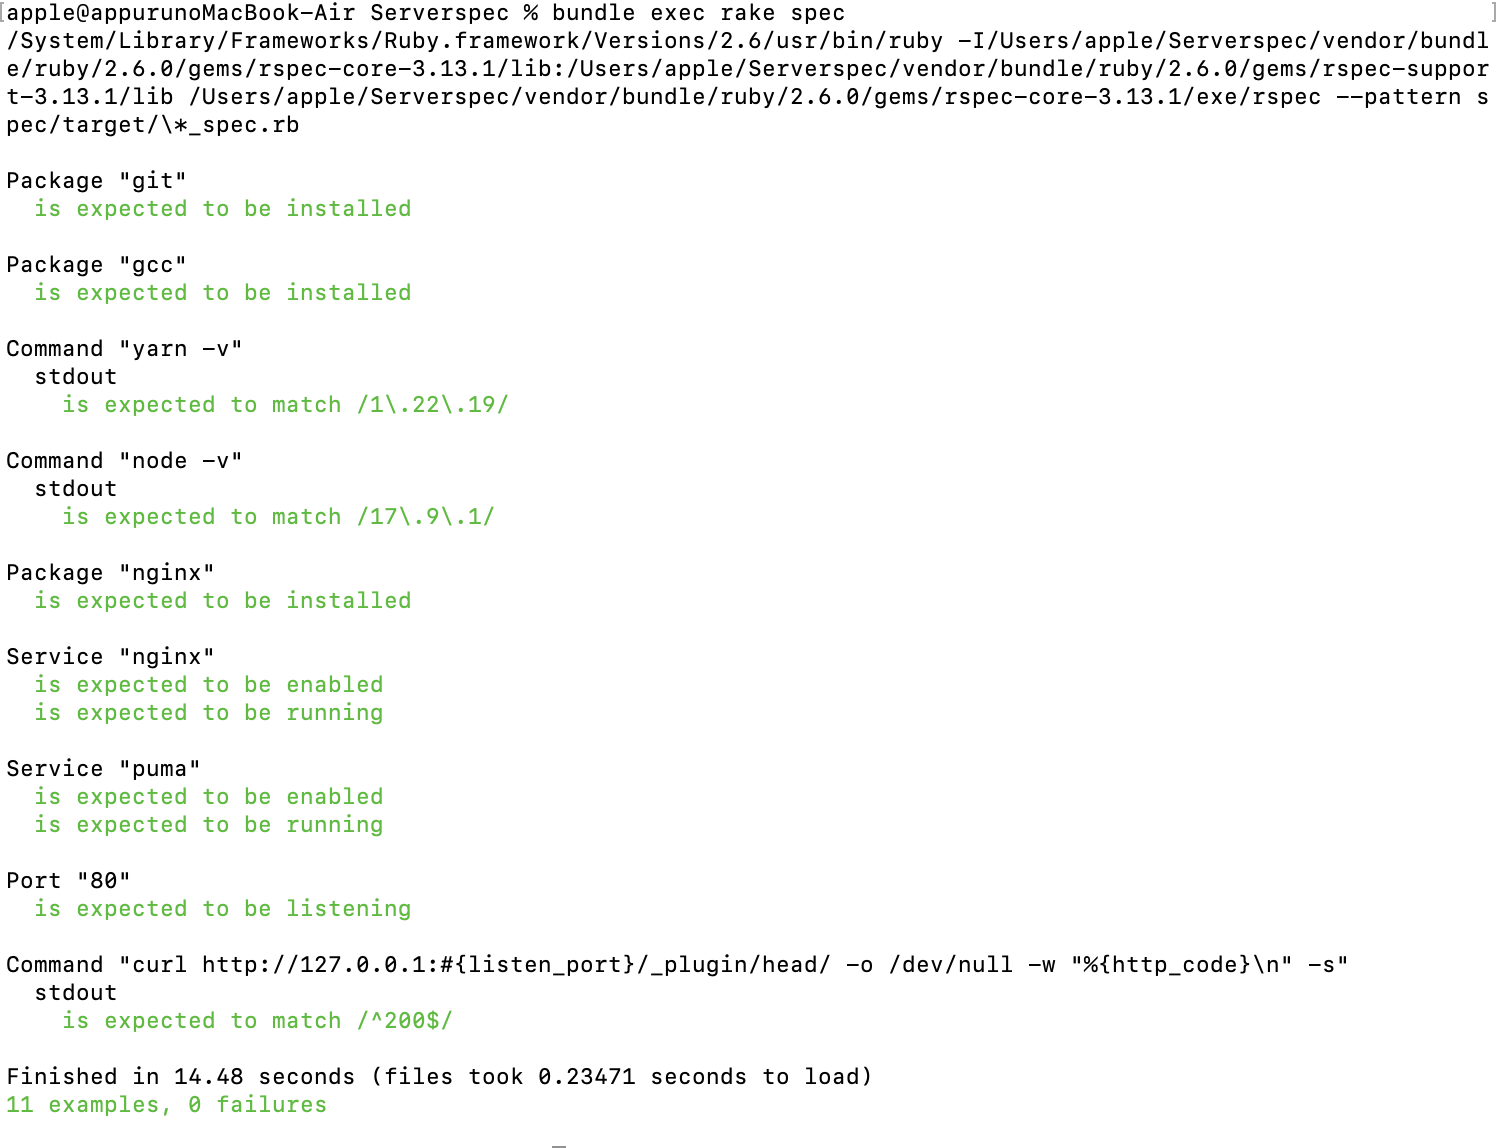 [apple@appurunoMacBook-Air Serverspec % bundle exec rake spec ]
/System/Library/Frameworks/Ruby.framework/Versions/2.6/usr/bin/ruby -I/Users/apple/Serverspec/vendor/bundl
e/ruby/2.6.0/gems/rspec-core-3.13.1/lib:/Users/apple/Serverspec/vendor/bundle/ruby/2.6.0/gems/rspec-suppor
t-3.13.1/lib /Users/apple/Serverspec/vendor/bundle/ruby/2.6.0/gems/rspec-core-3.13.1/exe/rspec --pattern s
pec/target/\*_spec.rb

Package "git"
  is expected to be installed

Package "gcc"
  is expected to be installed

Command "yarn -v"
  stdout
    is expected to match /1\.22\.19/

Command "node -v"
  stdout
    is expected to match /17\.9\.1/

Package "nginx"
  is expected to be installed

Service "nginx"
  is expected to be enabled
  is expected to be running

Service "puma"
  is expected to be enabled
  is expected to be running

Port "80"
  is expected to be listening

Command "curl http://127.0.0.1:#{listen_port}/_plugin/head/ -o /dev/null -w "%{http_code}\n" -s"
  stdout
    is expected to match /^200$/

Finished in 14.48 seconds (files took 0.23471 seconds to load)
11 examples, 0 failures